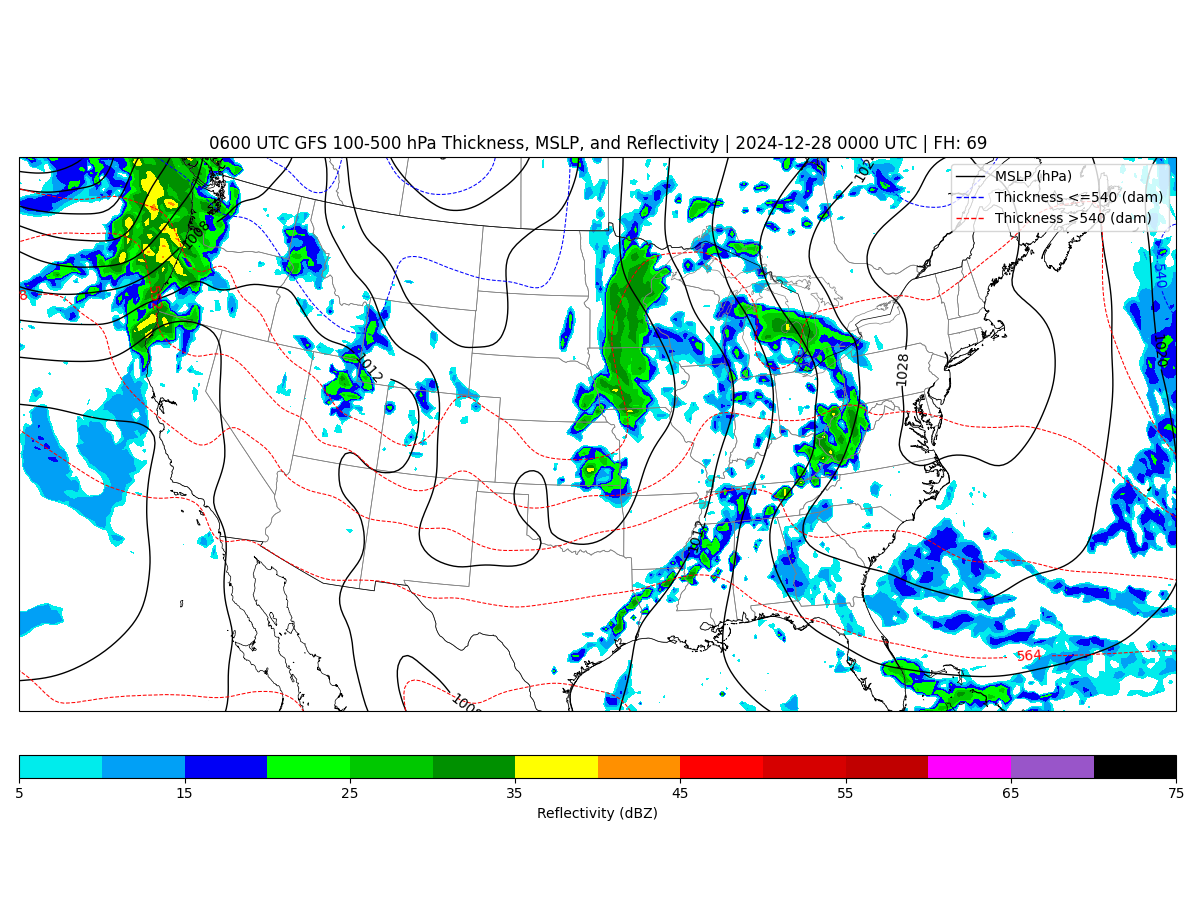 0600 UTC GFS 100-500 hPa Thickness, MSLP, and Reflectivity | 2024-12-28 0000 UTC | FH: 69
MSLP (hPa)
Thickness <=540 (dam)
Thickness >540 (dam)
1008
540
1012
1028
1012
564
1008
5 15 25 35 45 55 65 75
Reflectivity (dBZ)